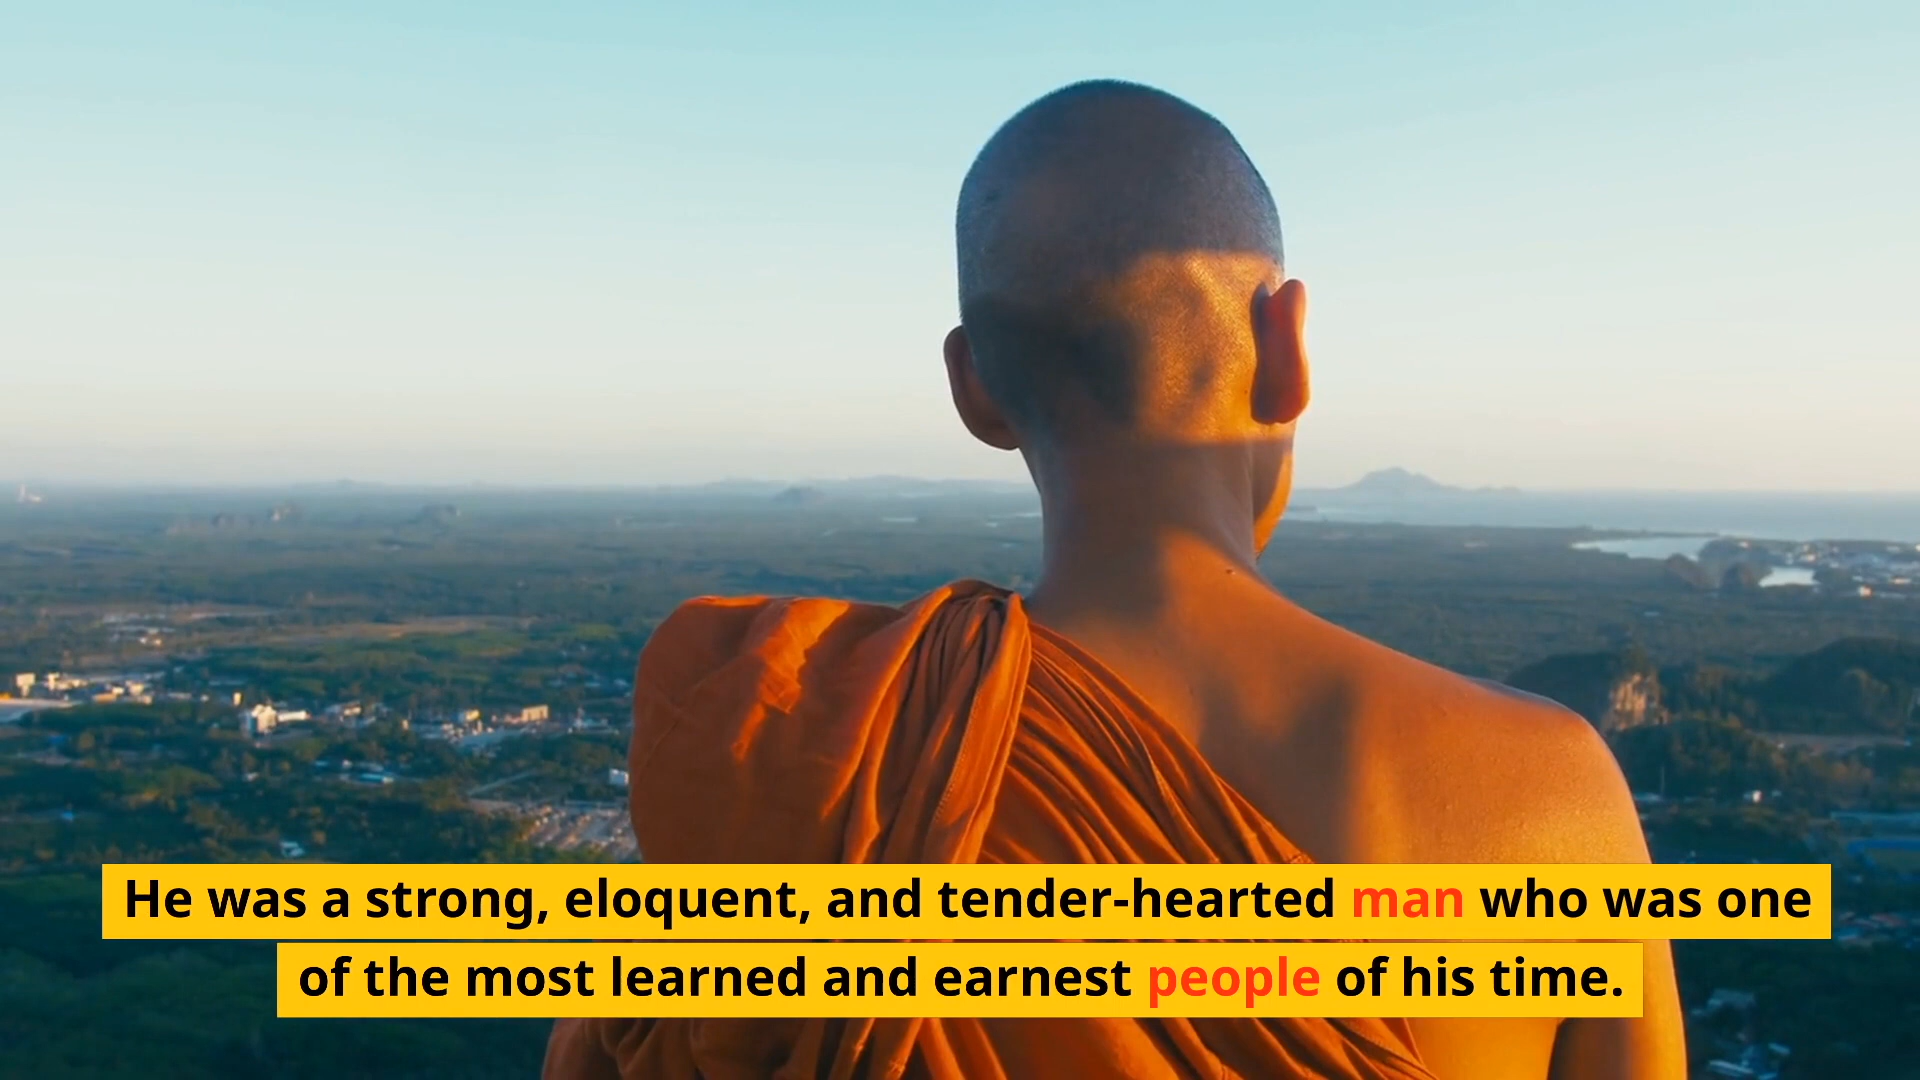 He was a strong, eloquent, and tender-hearted man who was one
of the most learned and earnest people of his time.